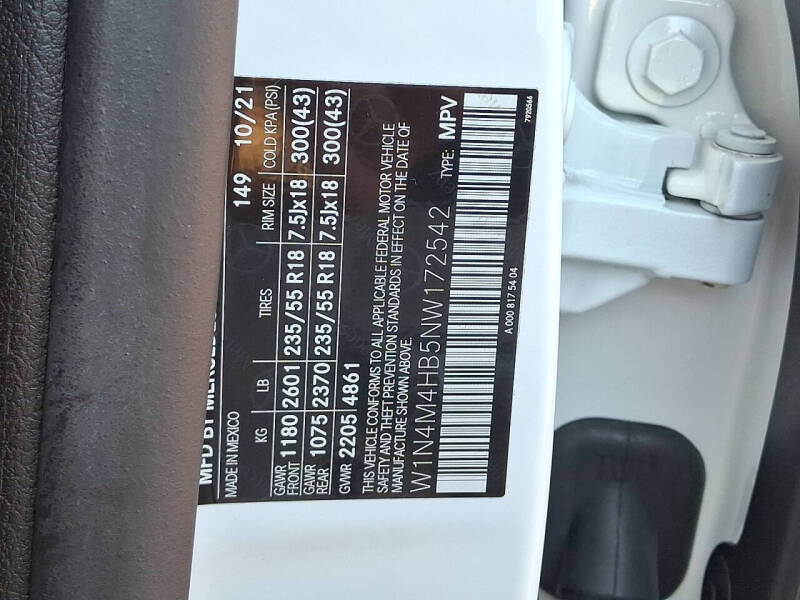 MFD BY MERCED
MADE IN MEXICO 149 10/21
KG LB TIRES RIM SIZE COLD KPA (PSI)
GAWR FRONT 1180 2601 235/55 R18 7.5Jx18 300(43)
GAWR REAR 1075 2370 235/55 R18 7.5Jx18 300(43)
GVWR 2205 4861
THIS VEHICLE CONFORMS TO ALL APPLICABLE FEDERAL MOTOR VEHICLE
SAFETY AND THEFT PREVENTION STANDARDS IN EFFECT ON THE DATE OF
MANUFACTURE SHOWN ABOVE.
W1N4M4HB5NW172542 TYPE: MPV
A 000 817 54 04 7920566